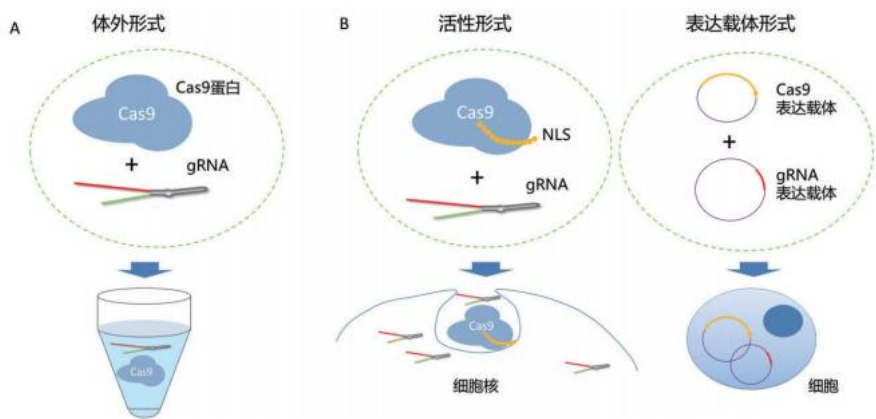 A
体外形式
Cas9蛋白
Cas9
+
gRNA
Cas9
B
活性形式
Cas9
NLS
+
gRNA
Cas9
细胞核
表达载体形式
Cas9
表达载体
+
gRNA
表达载体
细胞